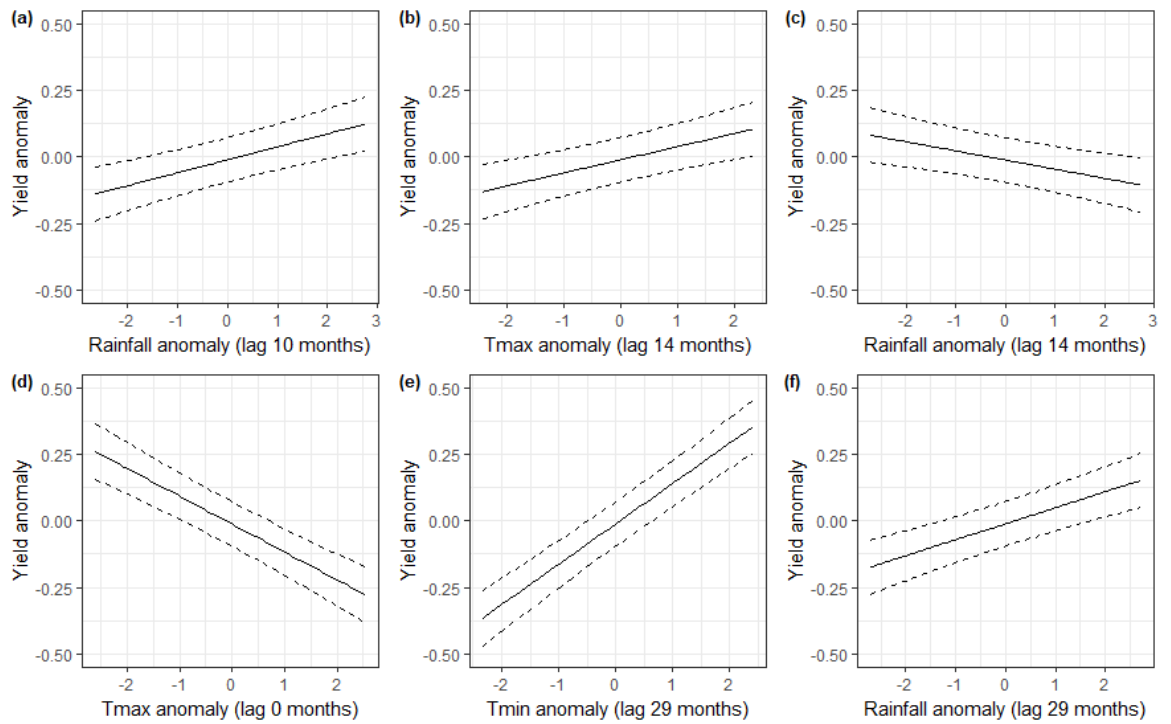 (a)
0.50
0.25
0.00
-0.25
-0.50
Yield anomaly
-2 -1 0 1 2 3
Rainfall anomaly (lag 10 months)
(b)
0.50
0.25
0.00
-0.25
-0.50
Yield anomaly
-2 -1 0 1 2
Tmax anomaly (lag 14 months)
(c)
0.50
0.25
0.00
-0.25
-0.50
Yield anomaly
-2 -1 0 1 2 3
Rainfall anomaly (lag 14 months)
(d)
0.50
0.25
0.00
-0.25
-0.50
Yield anomaly
-2 -1 0 1 2
Tmax anomaly (lag 0 months)
(e)
0.50
0.25
0.00
-0.25
-0.50
Yield anomaly
-2 -1 0 1 2
Tmin anomaly (lag 29 months)
(f)
0.50
0.25
0.00
-0.25
-0.50
Yield anomaly
-2 -1 0 1 2
Rainfall anomaly (lag 29 months)